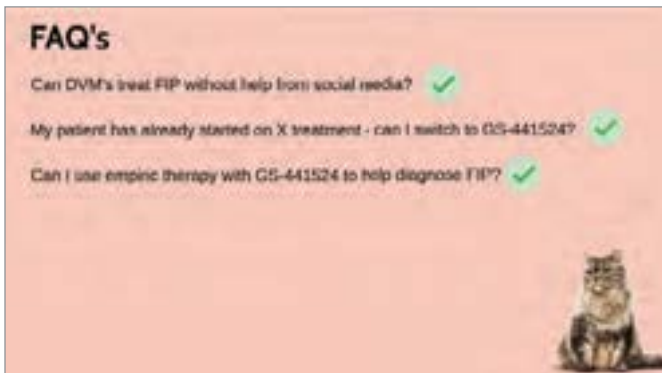 FAQ's
Can DVM's treat FIP without help from social media?
My patient has already started on X treatment - can I switch to GS-441524?
Can I use empiric therapy with GS-441524 to help diagnose FIP?